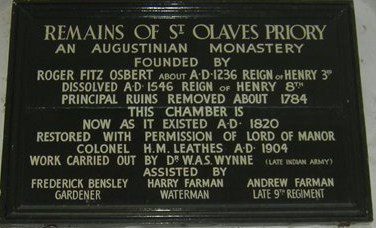 REMAINS OF ST OLAVES PRIORY
AN AUGUSTINIAN MONASTERY
FOUNDED BY
ROGER FITZ OSBERT ABOUT A·D·1236 REIGN OF HENRY 3RD
DISSOLVED A·D·1546 REIGN OF HENRY 8TH
PRINCIPAL RUINS REMOVED ABOUT 1784
THIS CHAMBER IS
NOW AS IT EXISTED A·D· 1820
RESTORED WITH PERMISSION OF LORD OF MANOR
COLONEL H.M. LEATHES A·D 1904
WORK CARRIED OUT BY DR W.A.S. WYNNE (LATE INDIAN ARMY)
ASSISTED BY
FREDERICK BENSLEY HARRY FARMAN ANDREW FARMAN
GARDENER WATERMAN LATE 9TH REGIMENT